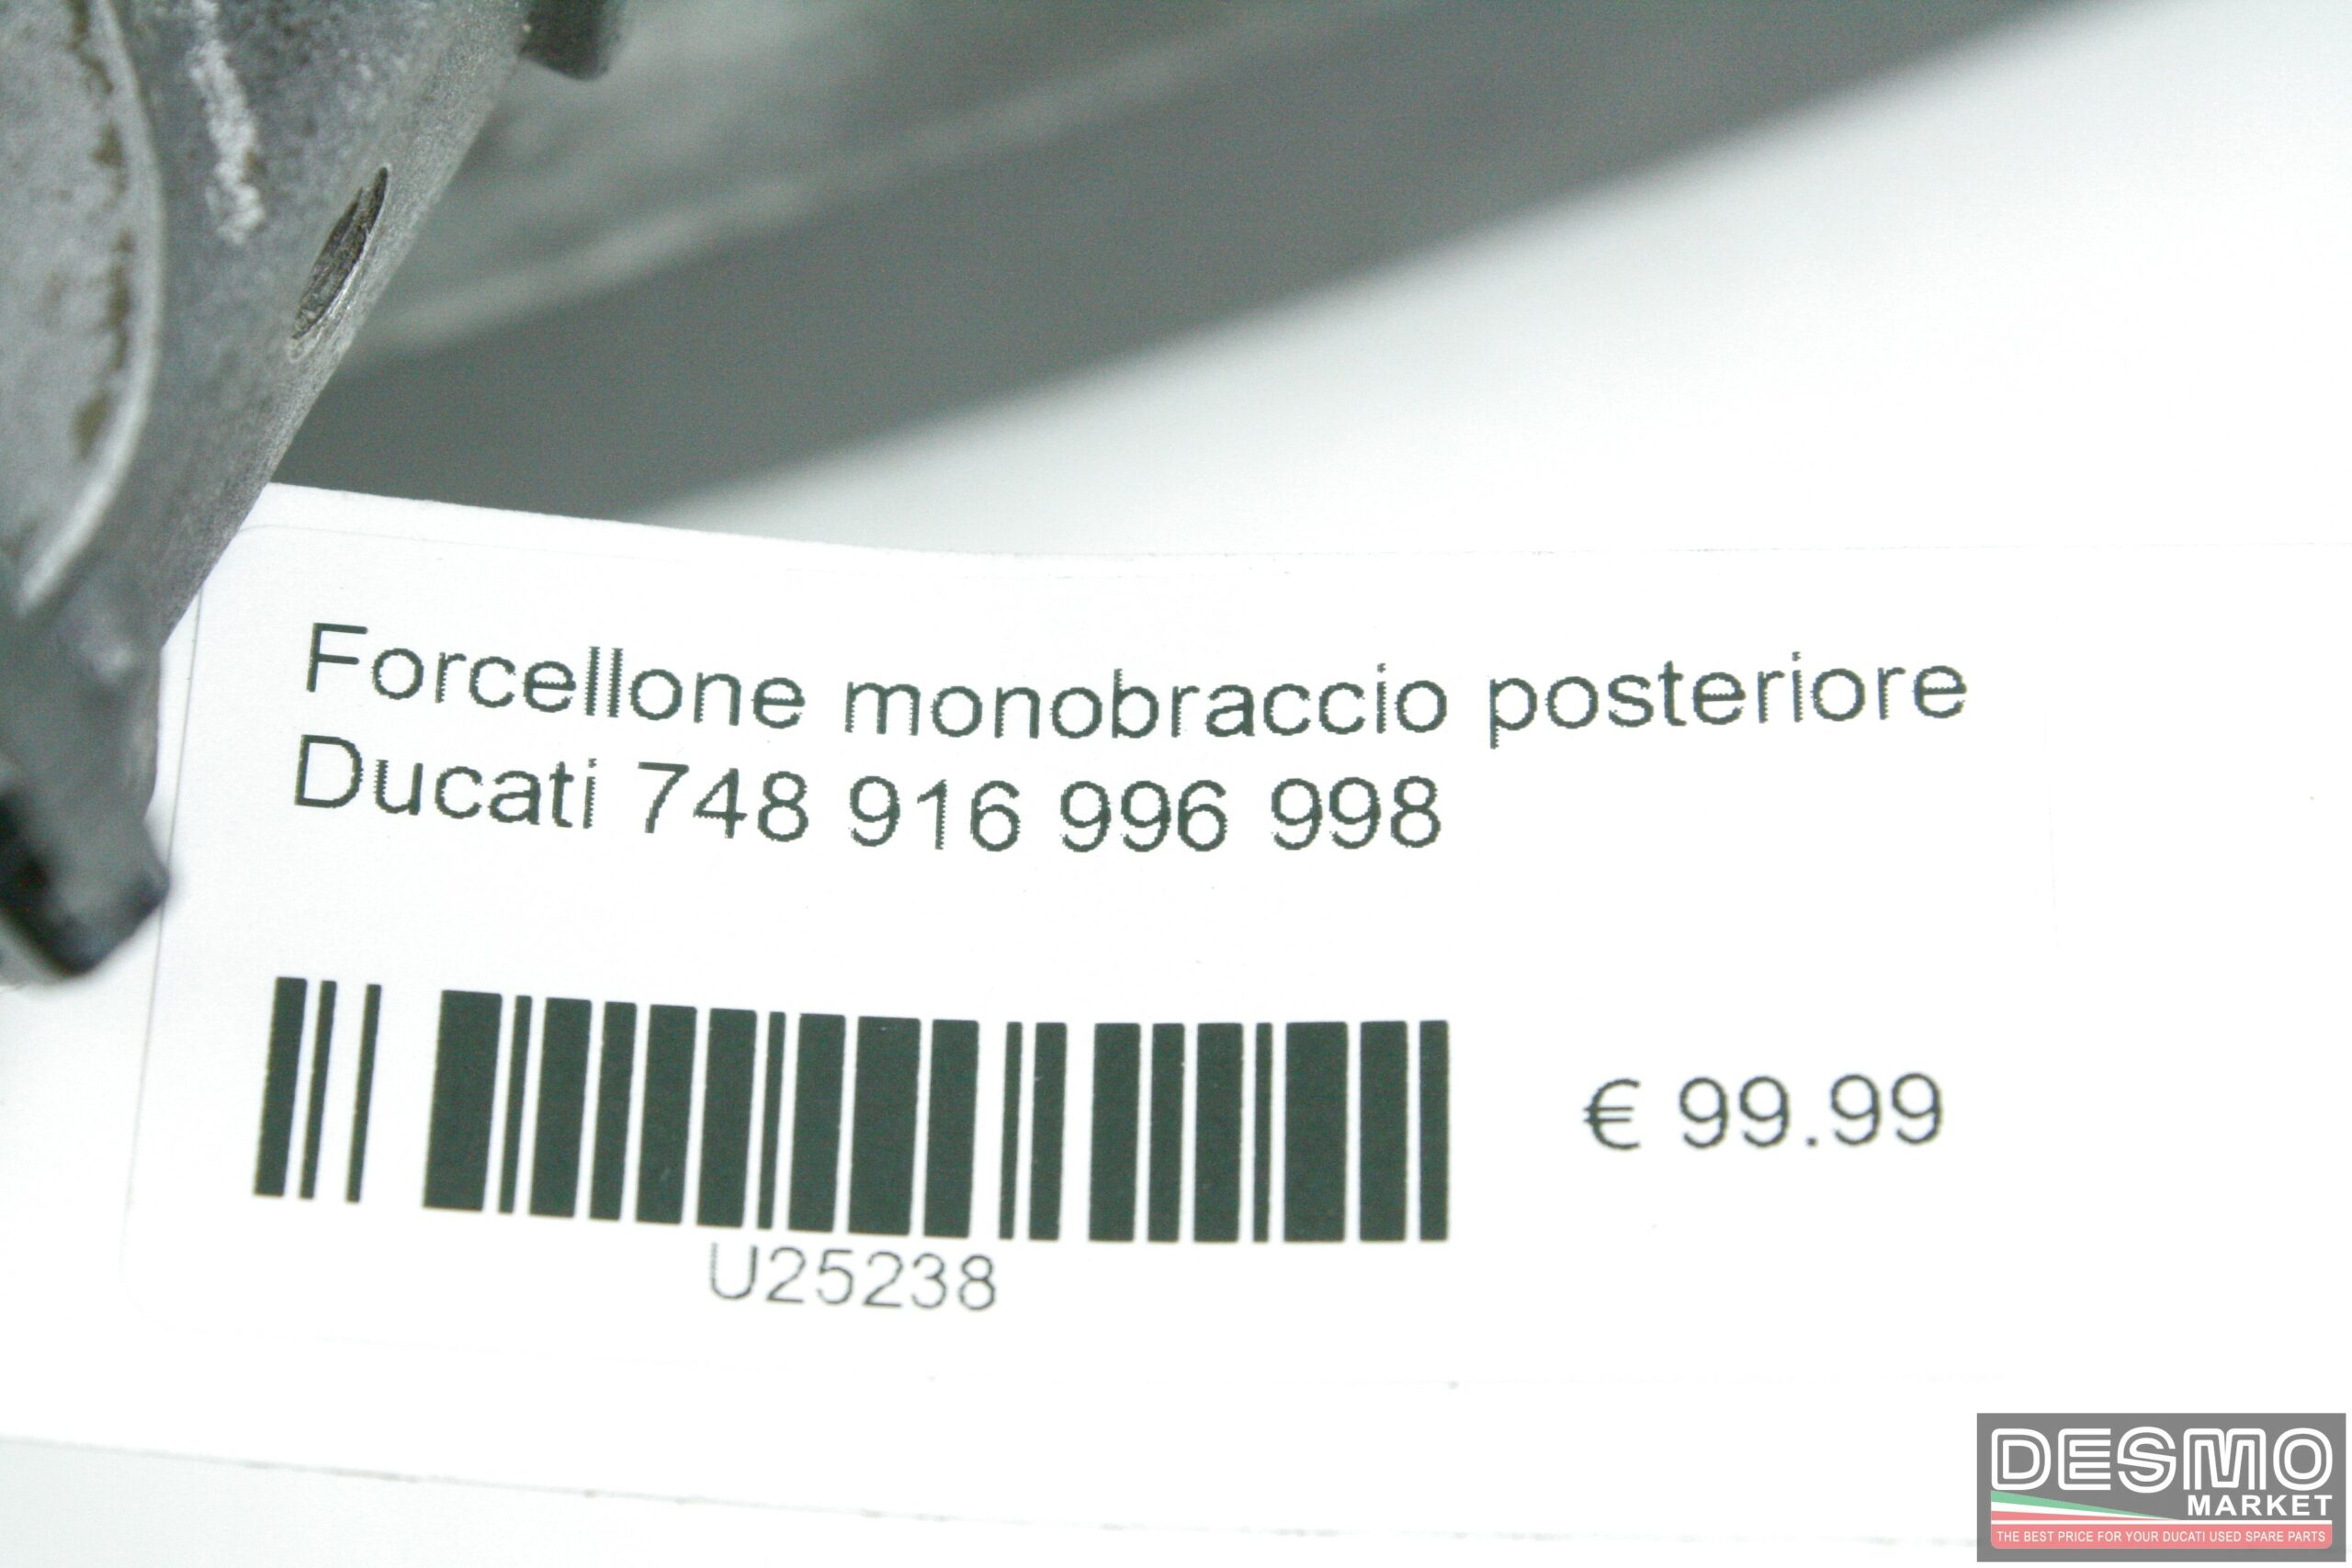 Forcellone monobraccio posteriore
Ducati 748 916 996 998
€ 99.99
U25238
DESMO
MARKET
THE BEST PRICE FOR YOUR DUCATI USED SPARE PARTS